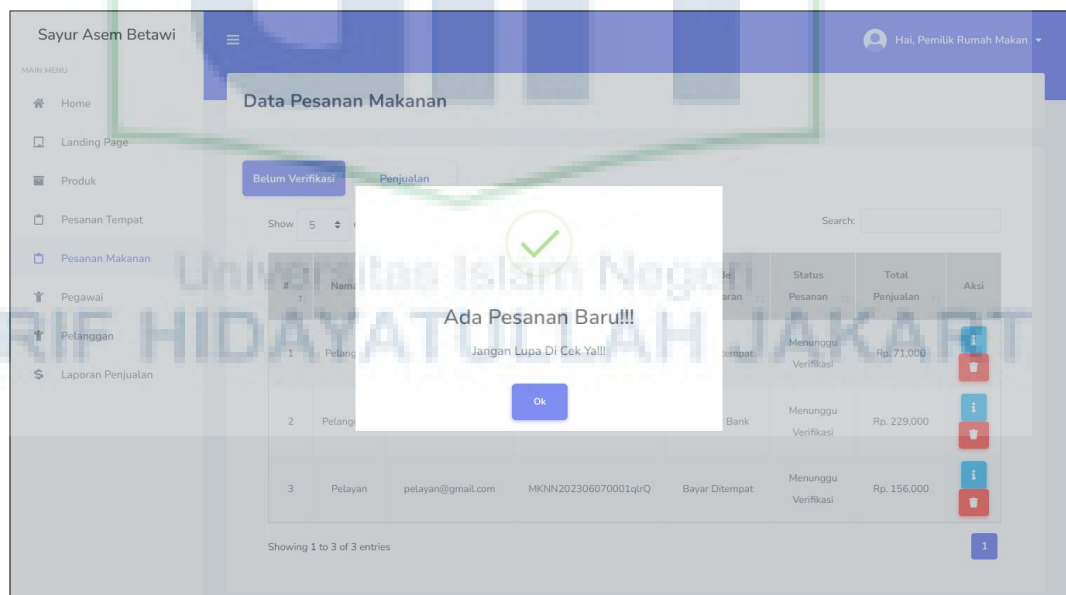 Sayur Asem Betawi
Hai, Pemilik Rumah Makan
MAIN MENU
Home
Landing Page
Produk
Pesanan Tempat
Pesanan Makanan
Pegawai
Pelanggan
Laporan Penjualan
Data Pesanan Makanan
Belum Verifikasi
Penjualan
Show 5
Search:
# Status Pesanan Total Penjualan Aksi
Ada Pesanan Baru!!!
Jangan Lupa Di Cek Ya!!!
Ok
1 Menunggu Verifikasi Rp. 71,000
2 Bank Menunggu Verifikasi Rp. 229,000
3 Pelayan pelayan@gmail.com MKNN202306070001qlrQ Bayar Ditempat Menunggu Verifikasi Rp. 156,000
Showing 1 to 3 of 3 entries
1
Universitas Islam Negeri
RIF HIDAYATULLAH JAKART